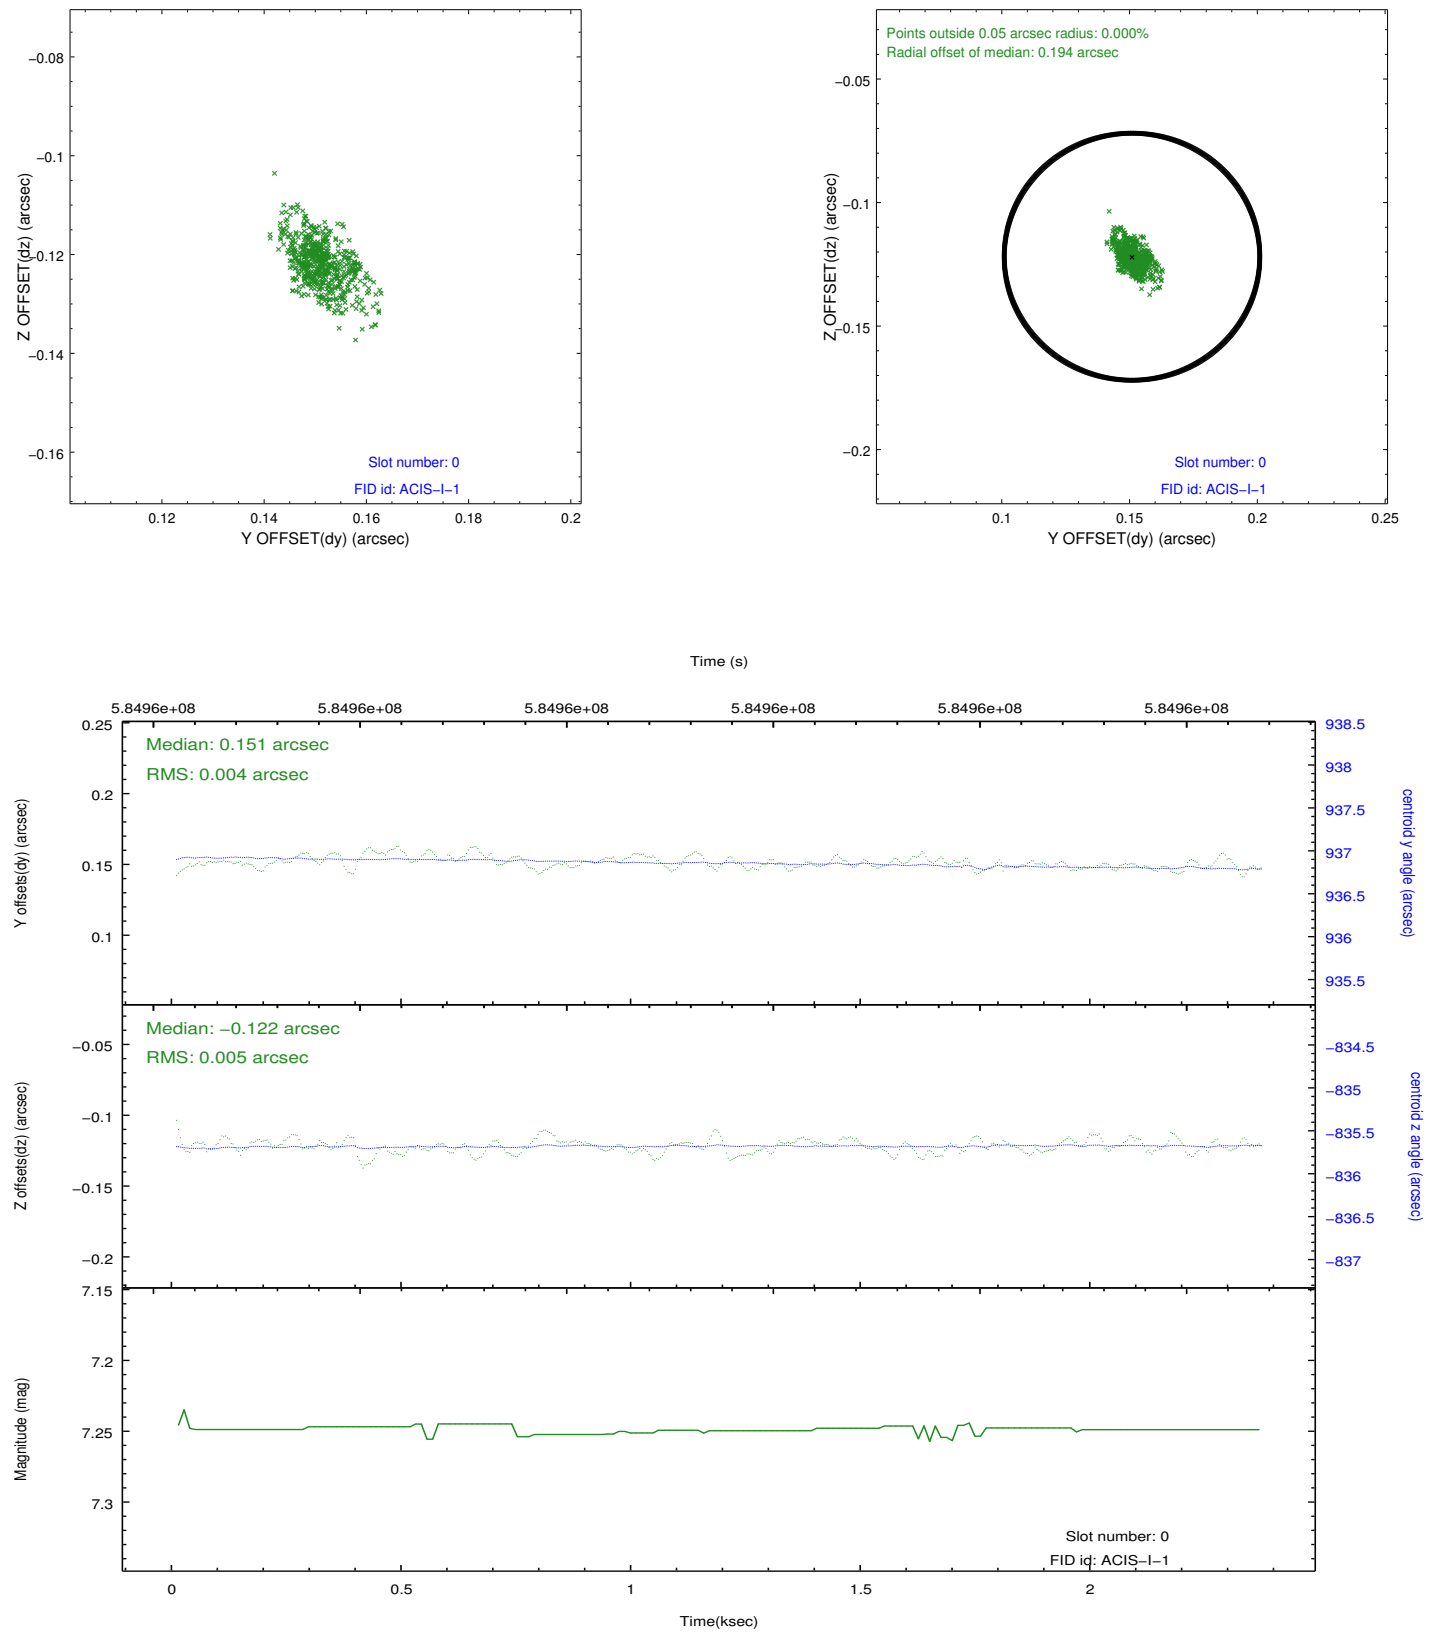 −0.08
−0.1
−0.12
−0.14
−0.16
Z OFFSET(dz) (arcsec)
0.12
0.14
0.16
0.18
0.2
Y OFFSET(dy) (arcsec)
Slot number: 0
FID id: ACIS−I−1
Points outside 0.05 arcsec radius: 0.000%
Radial offset of median: 0.194 arcsec
−0.05
−0.1
−0.15
−0.2
Z OFFSET(dz) (arcsec)
0.1
0.15
0.2
0.25
Y OFFSET(dy) (arcsec)
Slot number: 0
FID id: ACIS−I−1
Time (s)
5.8496e+08
5.8496e+08
5.8496e+08
5.8496e+08
5.8496e+08
5.8496e+08
0.25
0.2
0.15
0.1
Y offsets(dy) (arcsec)
Median: 0.151 arcsec
RMS: 0.004 arcsec
938.5
938
937.5
937
936.5
936
935.5
centroid y angle (arcsec)
−0.05
−0.1
−0.15
−0.2
Z offsets(dz) (arcsec)
Median: −0.122 arcsec
RMS: 0.005 arcsec
−834.5
−835
−835.5
−836
−836.5
−837
centroid z angle (arcsec)
7.15
7.2
7.25
7.3
Magnitude (mag)
Slot number: 0
FID id: ACIS−I−1
0
0.5
1
1.5
2
Time(ksec)